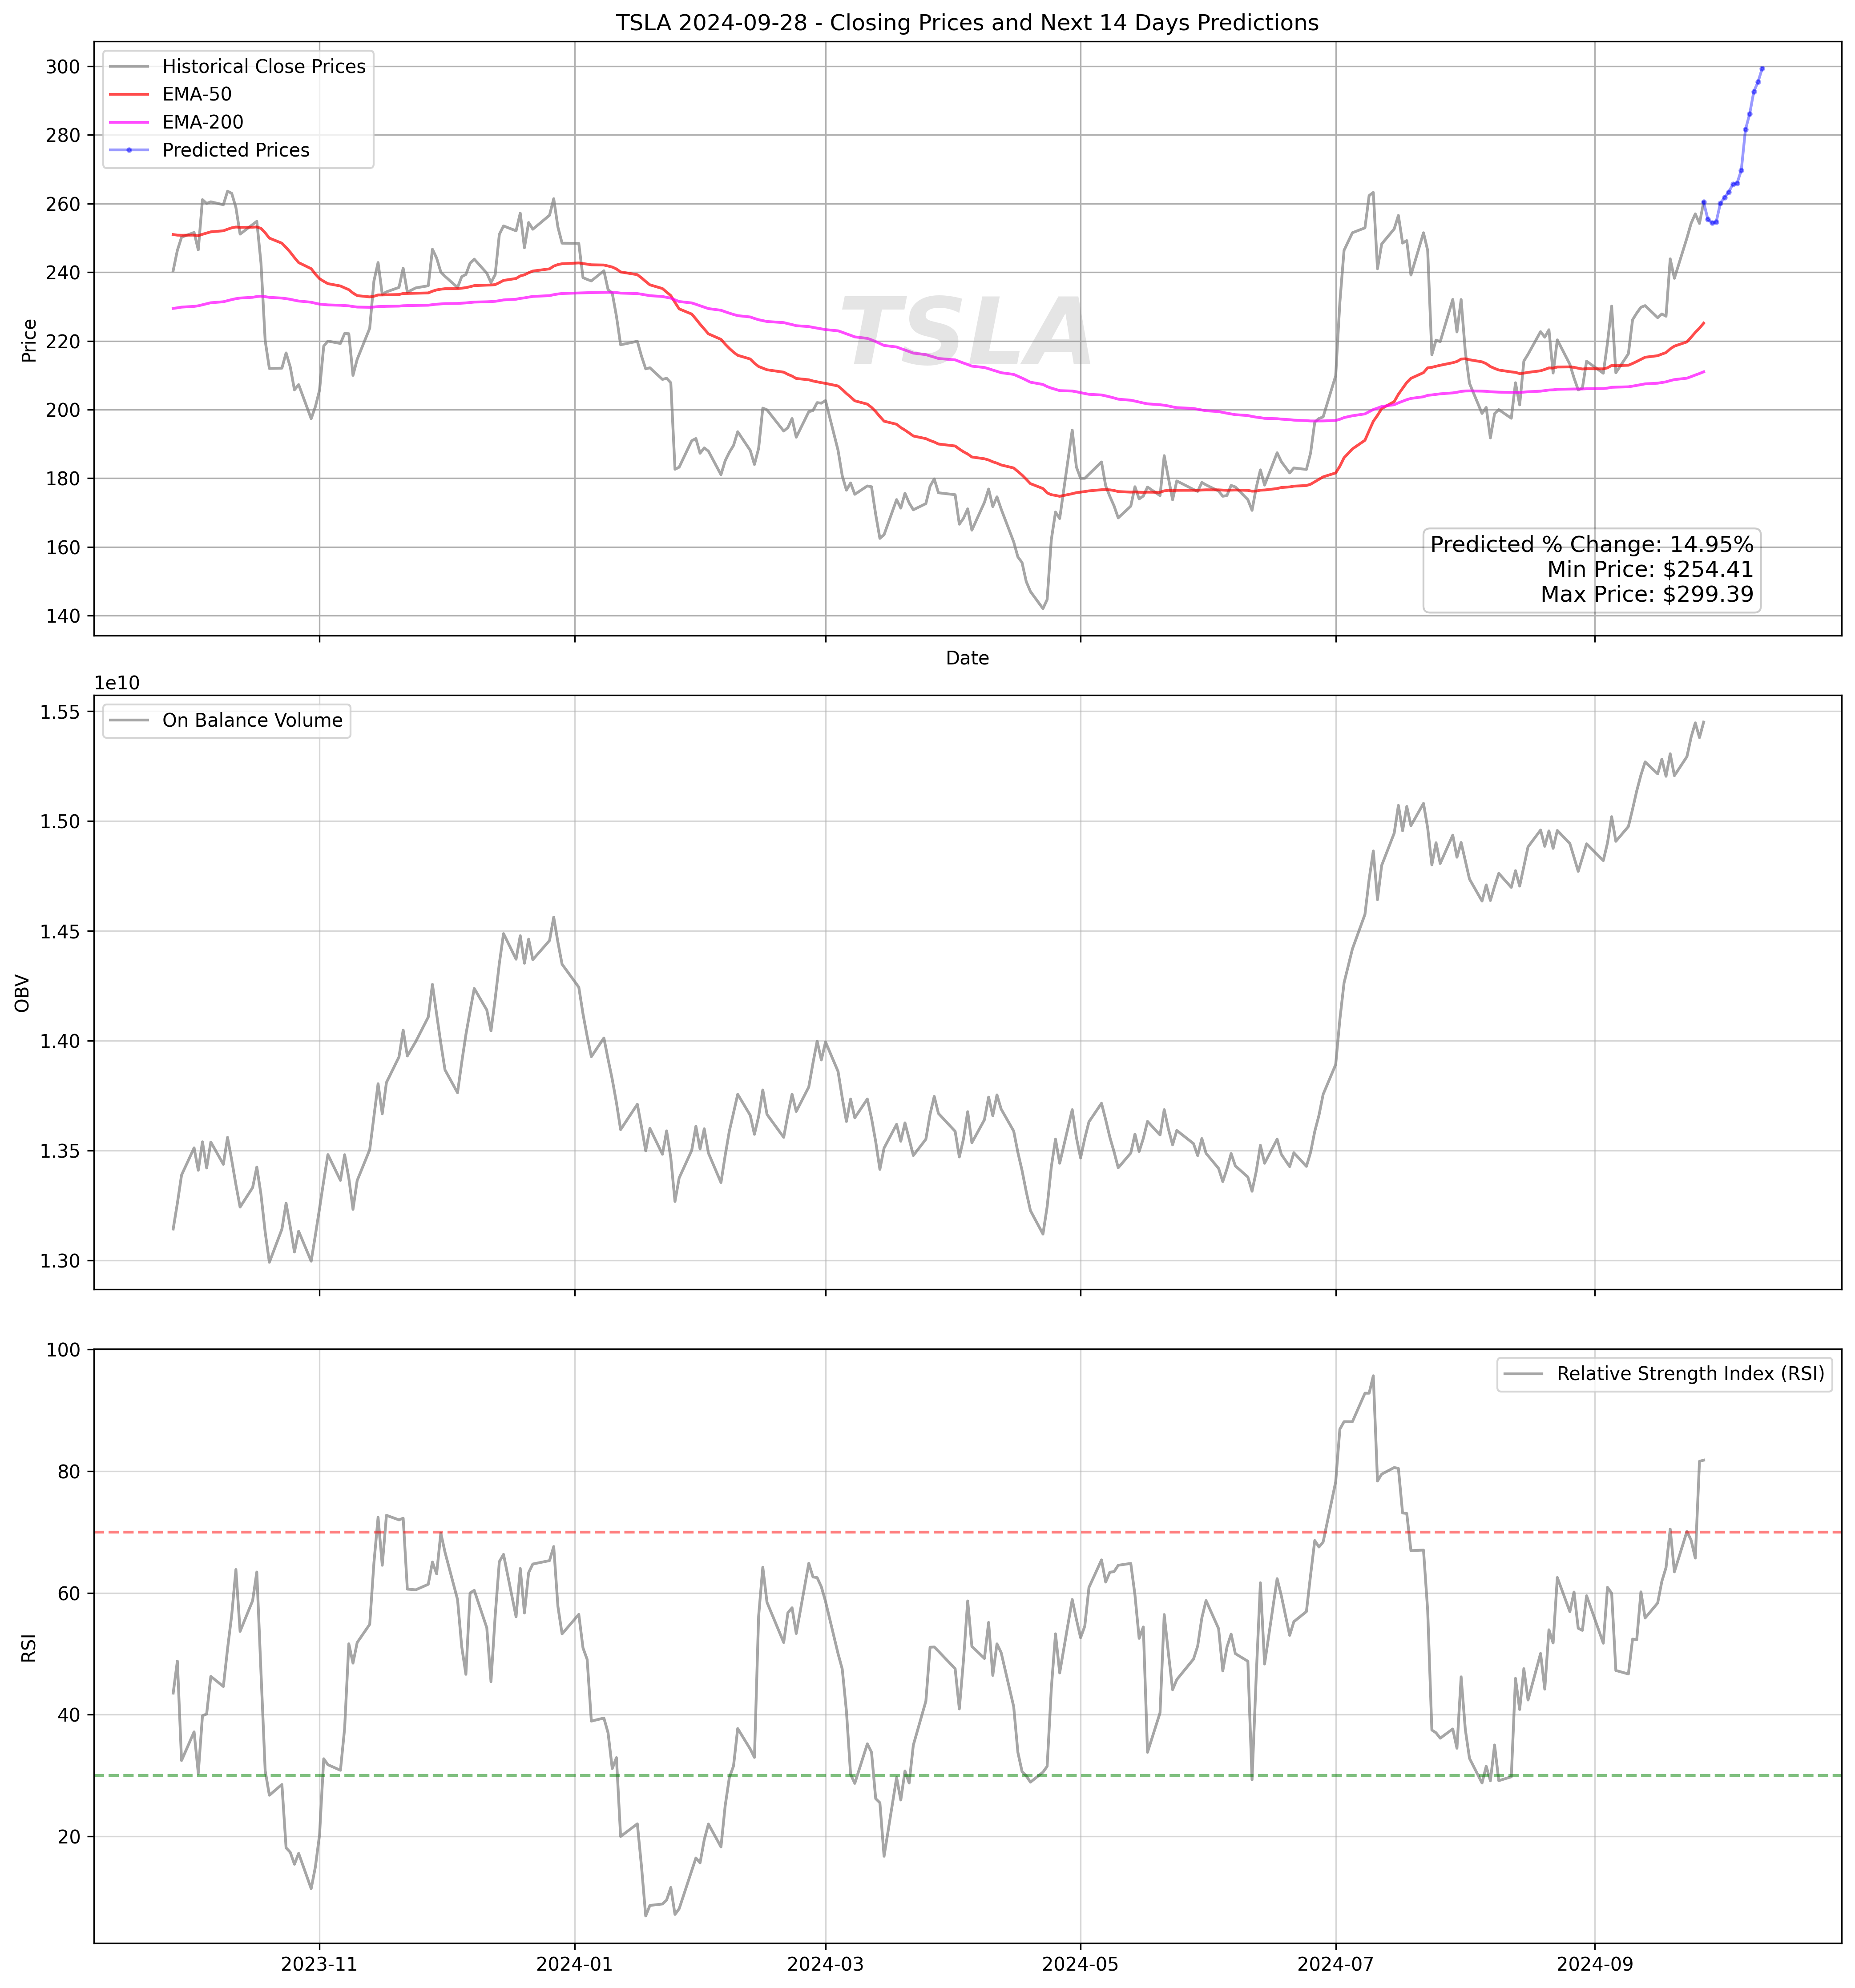 TSLA 2024-09-28 - Closing Prices and Next 14 Days Predictions
Historical Close Prices
EMA-50
EMA-200
Predicted Prices
300
280
260
240
220
200
180
160
140
Price
TSLA
Predicted % Change: 14.95%
Min Price: $254.41
Max Price: $299.39
Date
1e10
On Balance Volume
1.55
1.50
1.45
1.40
1.35
1.30
OBV
Relative Strength Index (RSI)
100
80
60
40
20
RSI
2023-11
2024-01
2024-03
2024-05
2024-07
2024-09